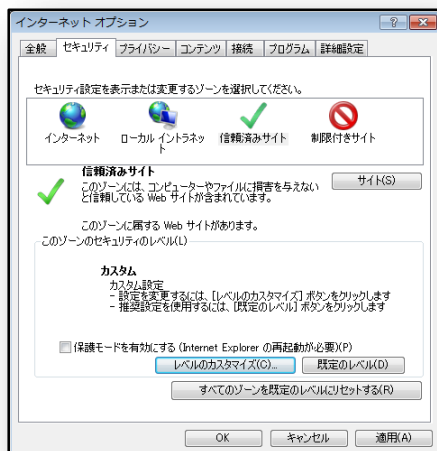 インターネット オプション
全般 セキュリティ プライバシー コンテンツ 接続 プログラム 詳細設定
セキュリティ設定を表示または変更するゾーンを選択してください。
インターネット ローカル イントラネット 信頼済みサイト 制限付きサイト
信頼済みサイト
サイト(S)
このゾーンには、コンピューターやファイルに損害を与えない
と信頼している Web サイトが含まれています。
このゾーンに属する Web サイトがあります。
このゾーンのセキュリティのレベル(L)
カスタム
カスタム設定
- 設定を変更するには、[レベルのカスタマイズ] ボタンをクリックします
- 推奨設定を使用するには、[既定のレベル] ボタンをクリックします
保護モードを有効にする (Internet Explorer の再起動が必要)(P)
レベルのカスタマイズ(C)... 既定のレベル(D)
すべてのゾーンを既定のレベルにリセットする(R)
OK キャンセル 適用(A)